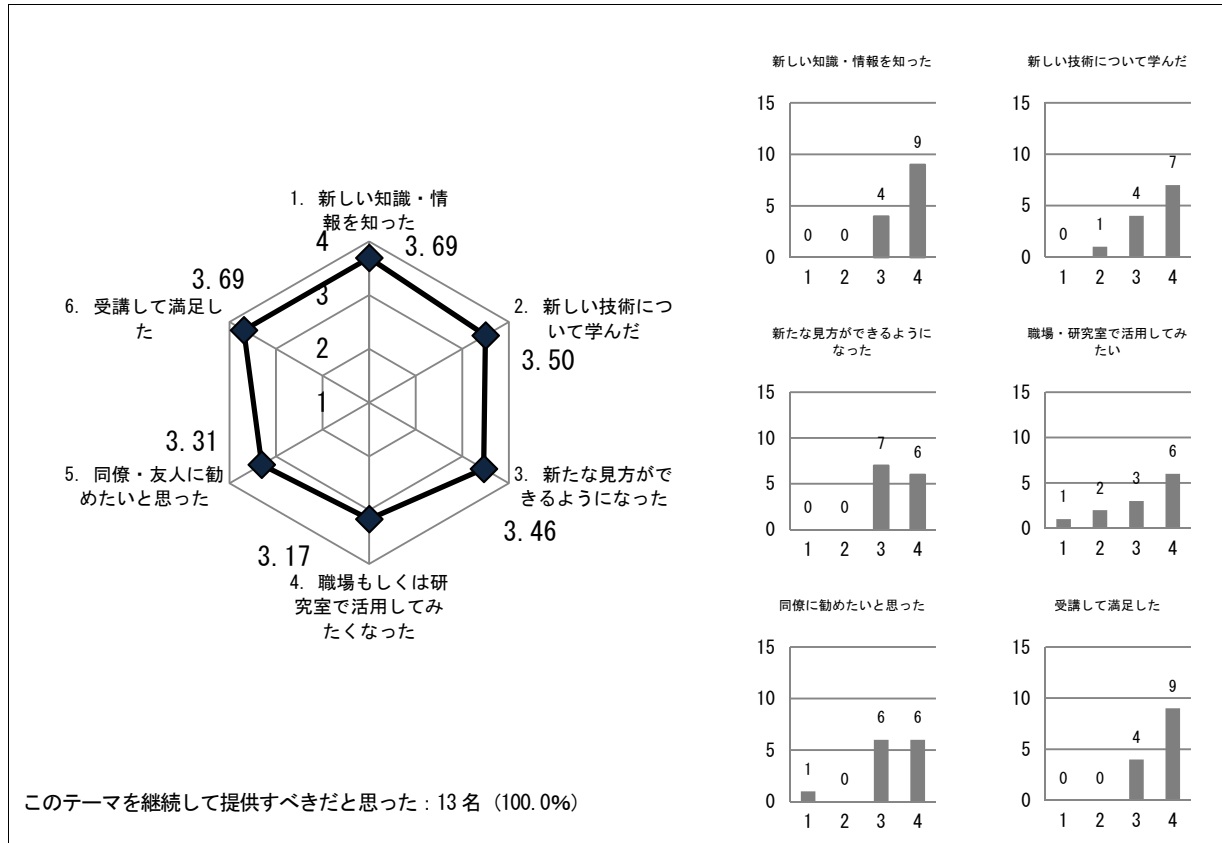 1. 新しい知識・情
報を知った
4
3.69
3
2
1
2. 新しい技術につ
いて学んだ
3.50
3. 新たな見方がで
きるようになった
3.46
4. 職場もしくは研
究室で活用してみ
たくなった
3.17
5. 同僚・友人に勧
めたいと思った
3.31
6. 受講して満足し
た
3.69
このテーマを継続して提供すべきだと思った：13 名（100.0%）
新しい知識・情報を知った
15
10
5
0
0 0 4 9
1 2 3 4
新しい技術について学んだ
15
10
5
0
0 1 4 7
1 2 3 4
新たな見方ができるように
なった
15
10
5
0
0 0 7 6
1 2 3 4
職場・研究室で活用してみ
たい
15
10
5
0
1 2 3 6
1 2 3 4
同僚に勧めたいと思った
15
10
5
0
1 0 6 6
1 2 3 4
受講して満足した
15
10
5
0
0 0 4 9
1 2 3 4